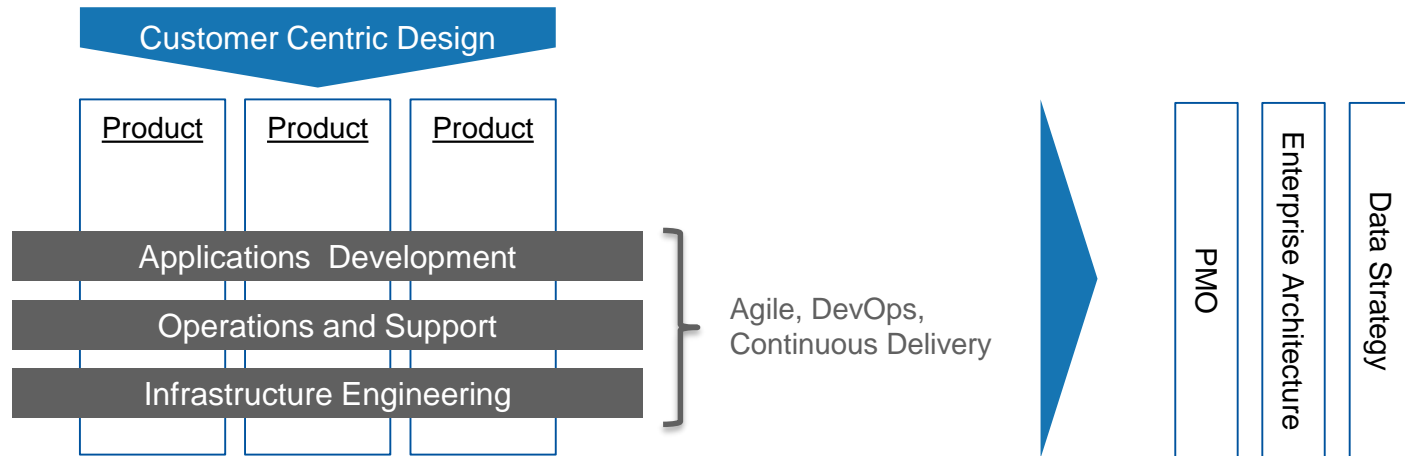 Customer Centric Design
Product
Product
Product
Applications  Development
Operations and Support
Infrastructure Engineering
Agile, DevOps,
Continuous Delivery
PMO
Enterprise Architecture
Data Strategy